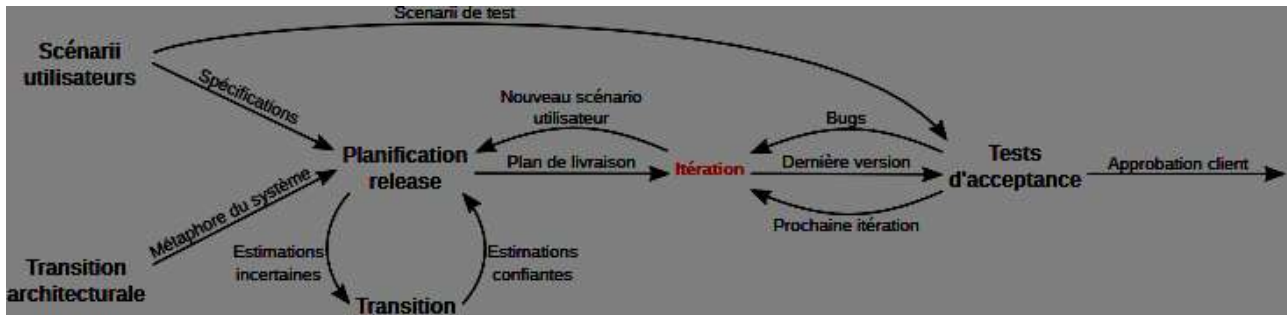 Scenarii de test
Scénarii
utilisateurs
Spécifications
Nouveau scénario
utilisateur
Bugs
Planification
release
Plan de livraison
Itération
Dernière version
Tests
d'acceptance
Approbation client
Métaphore du système
Prochaine itération
Estimations
incertaines
Estimations
confiantes
Transition
architecturale
Transition